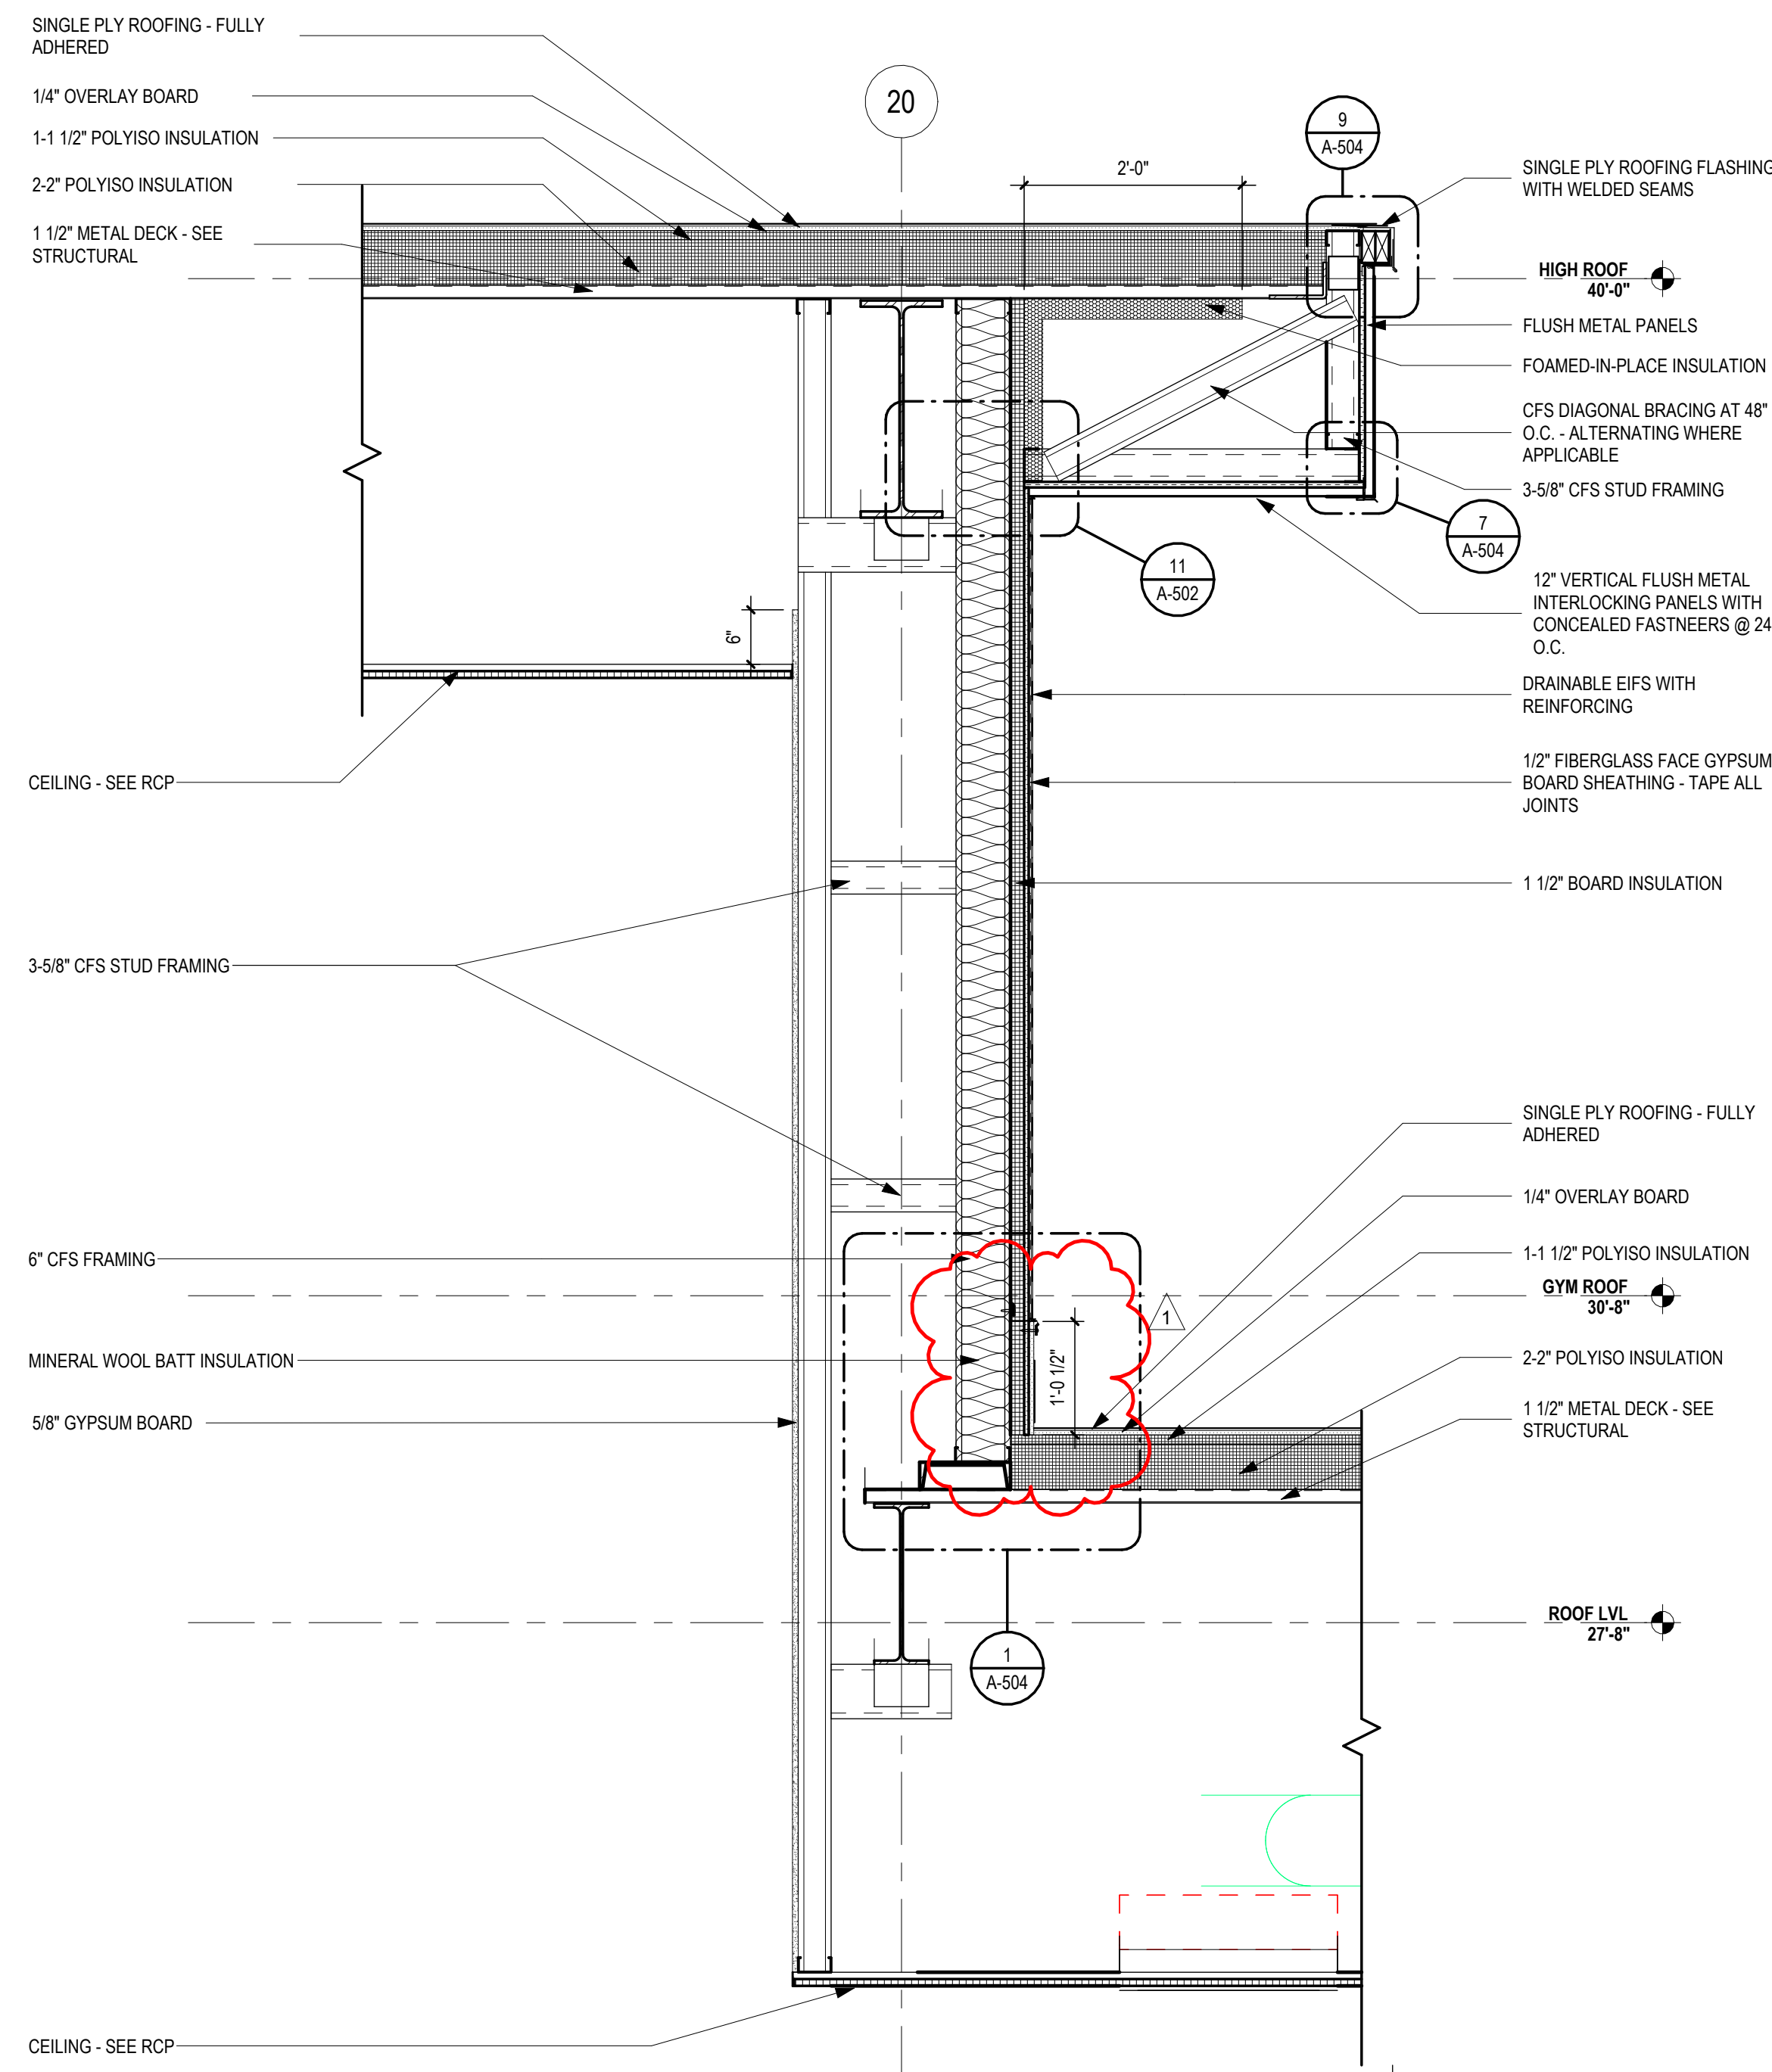 SINGLE PLY ROOFING - FULLY
ADHERED
1/4" OVERLAY BOARD
1-1 1/2" POLYISO INSULATION
2-2" POLYISO INSULATION
1 1/2" METAL DECK - SEE
STRUCTURAL
20
2'-0"
9
A-504
SINGLE PLY ROOFING FLASHING
WITH WELDED SEAMS
HIGH ROOF
40'-0"
FLUSH METAL PANELS
FOAMED-IN-PLACE INSULATION
CFS DIAGONAL BRACING AT 48"
O.C. - ALTERNATING WHERE
APPLICABLE
3-5/8" CFS STUD FRAMING
7
A-504
11
A-502
12" VERTICAL FLUSH METAL
INTERLOCKING PANELS WITH
CONCEALED FASTNEERS @ 24
O.C.
6"
DRAINABLE EIFS WITH
REINFORCING
CEILING - SEE RCP
1/2" FIBERGLASS FACE GYPSUM
BOARD SHEATHING - TAPE ALL
JOINTS
1 1/2" BOARD INSULATION
3-5/8" CFS STUD FRAMING
SINGLE PLY ROOFING - FULLY
ADHERED
1/4" OVERLAY BOARD
1-1 1/2" POLYISO INSULATION
6" CFS FRAMING
GYM ROOF
30'-8"
1
1'-0 1/2"
MINERAL WOOL BATT INSULATION
2-2" POLYISO INSULATION
5/8" GYPSUM BOARD
1 1/2" METAL DECK - SEE
STRUCTURAL
ROOF LVL
27'-8"
1
A-504
CEILING - SEE RCP